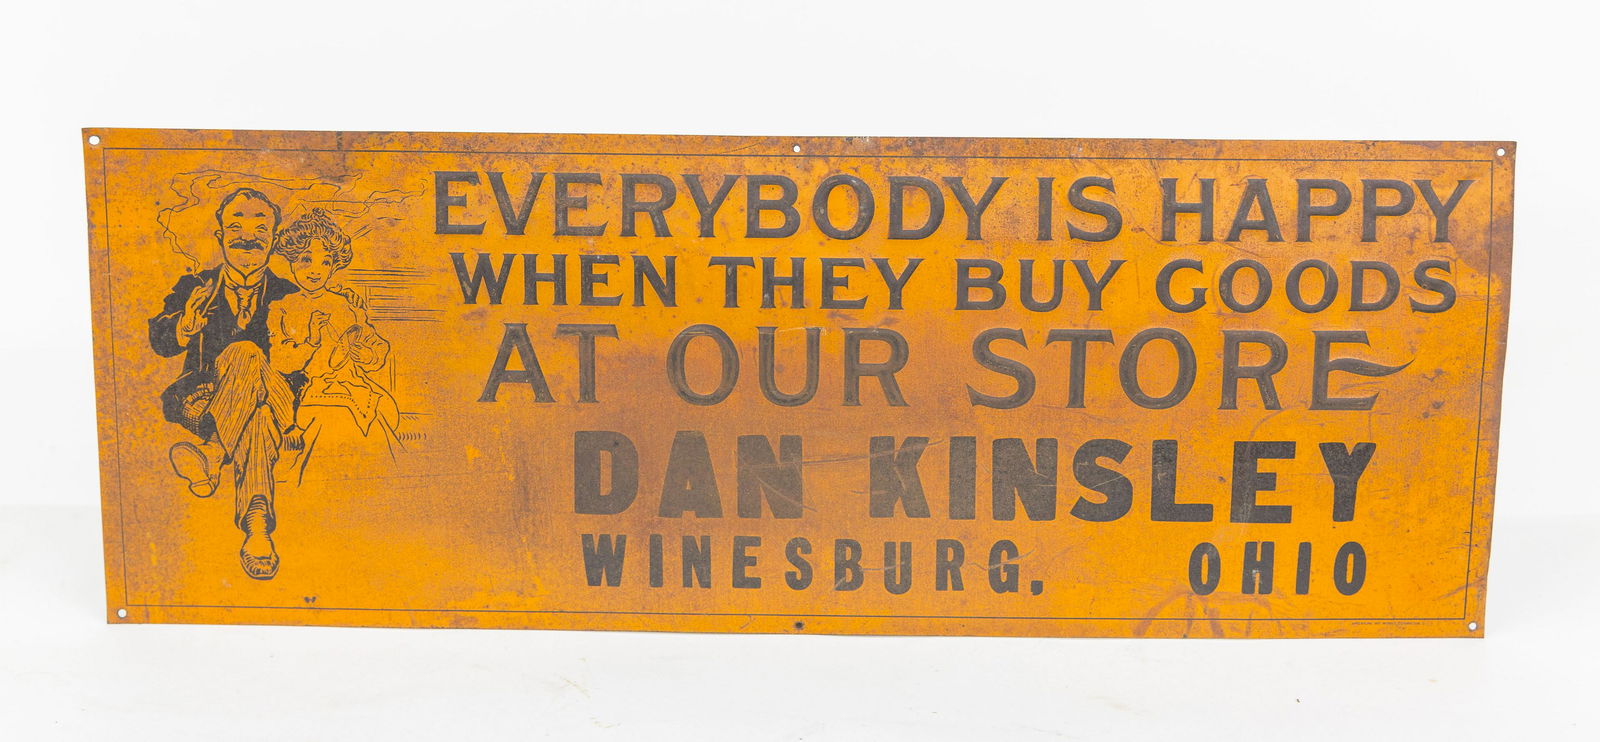 EVERYBODY IS HAPPY
WHEN THEY BUY GOODS
AT OUR STORE
DAN KINSLEY
WINESBURG, OHIO